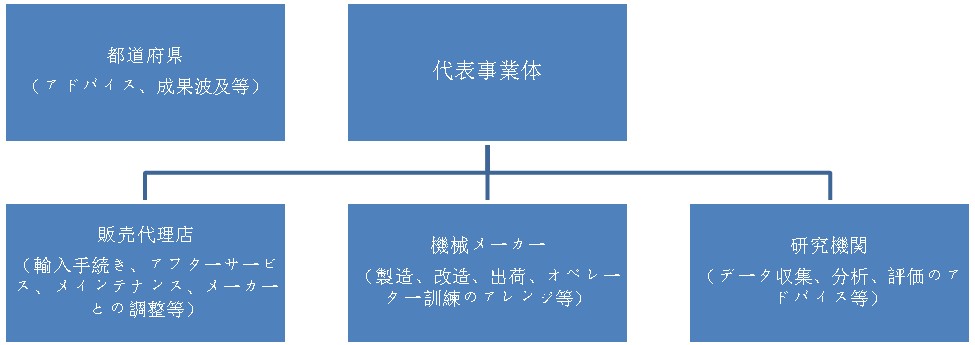 都道府県
（アドバイス、成果波及等）
代表事業体
販売代理店
（輸入手続き、アフターサービ
ス、メインテナンス、メーカー
との調整等）
機械メーカー
（製造、改造、出荷、オペレー
ター訓練のアレンジ等）
研究機関
（データ収集、分析、評価のア
ドバイス等）